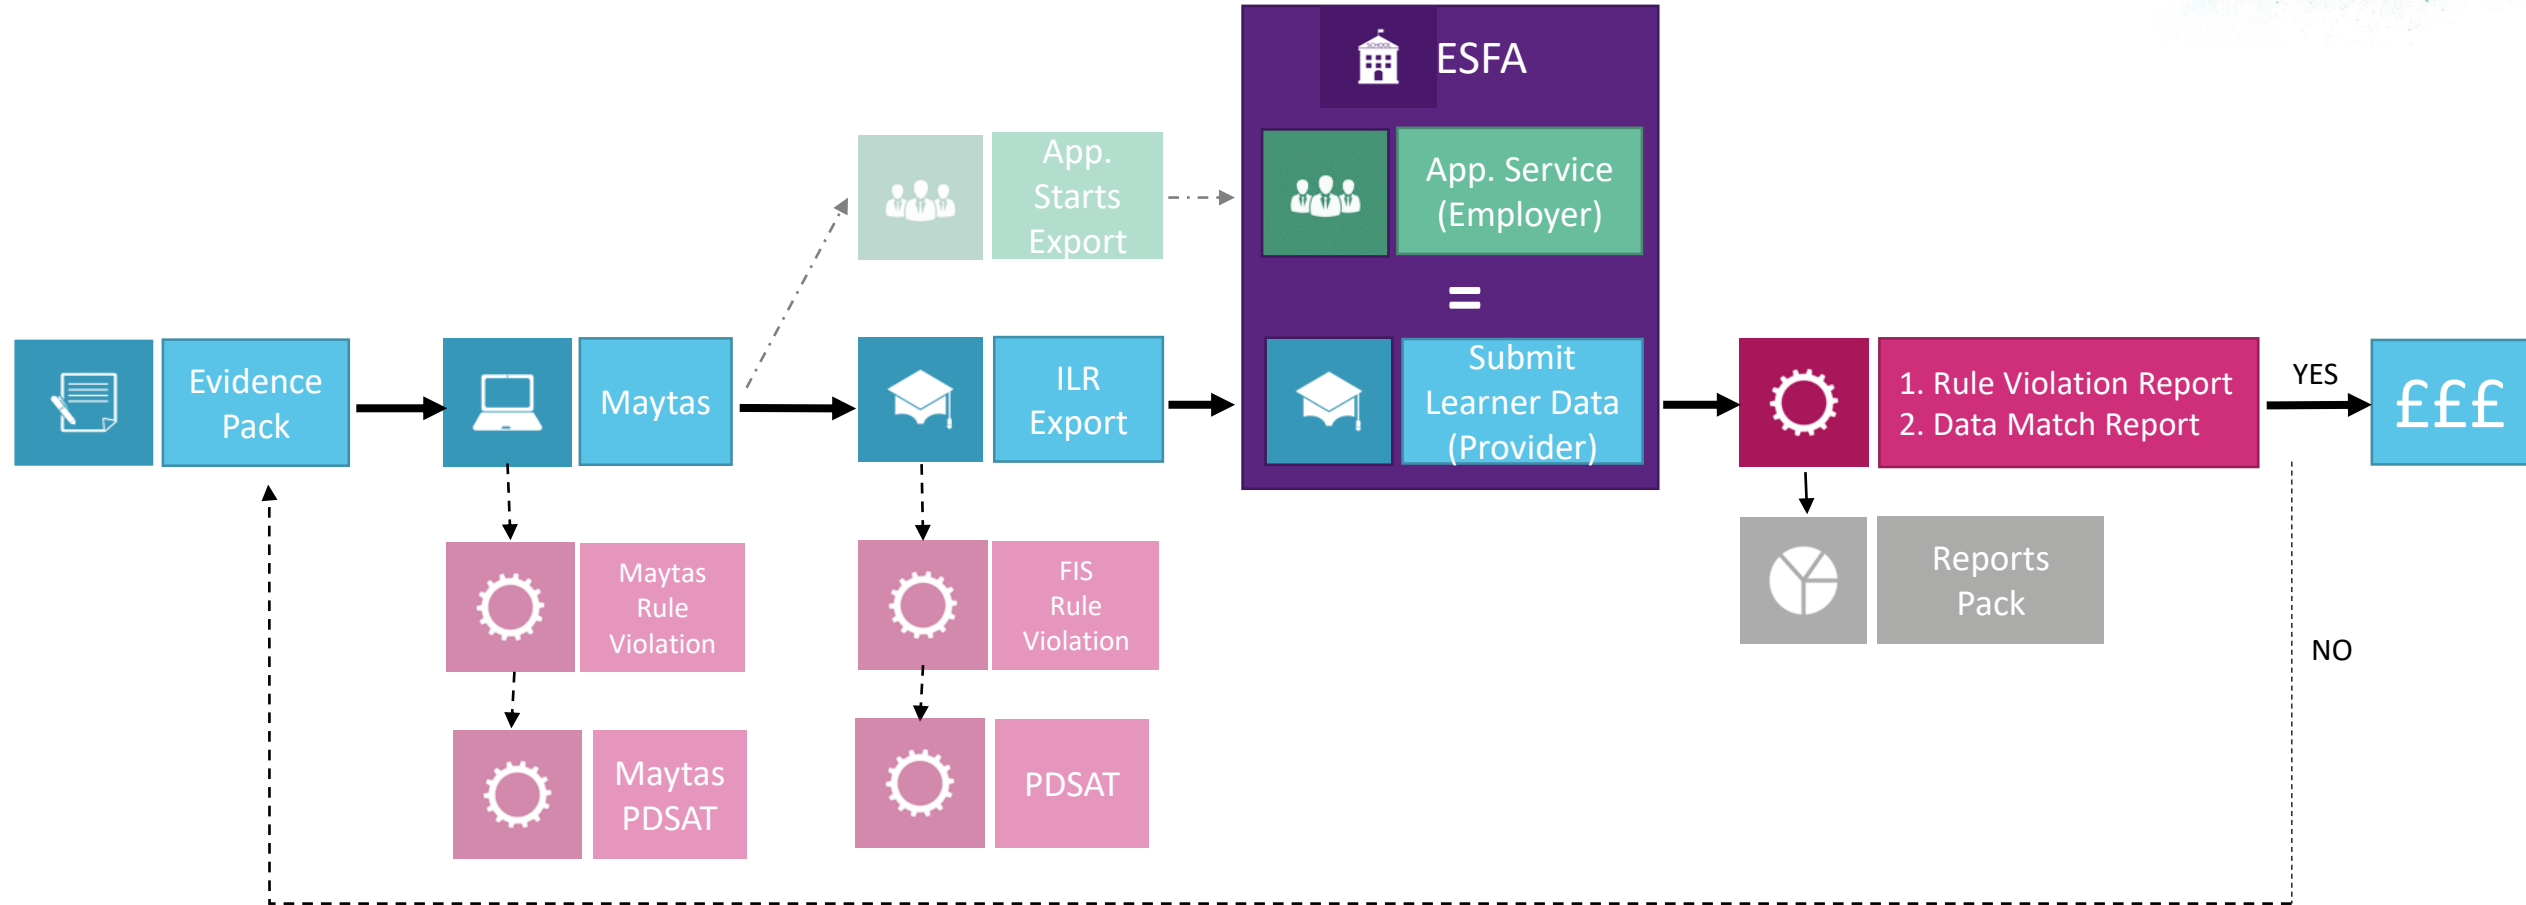 SCHOOL
ESFA
App.
Starts
Export
App. Service
(Employer)
=
Evidence
Pack
Maytas
ILR
Export
Submit
Learner Data
(Provider)
1. Rule Violation Report
2. Data Match Report
YES
£££
Maytas
Rule
Violation
FIS
Rule
Violation
Reports
Pack
NO
Maytas
PDSAT
PDSAT